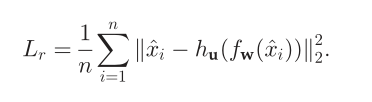 $L_r = \frac{1}{n} \sum_{i=1}^{n} \|\hat{x}_i - h_{\mathbf{u}}(f_{\mathbf{w}}(\hat{x}_i))\|_2^2.$